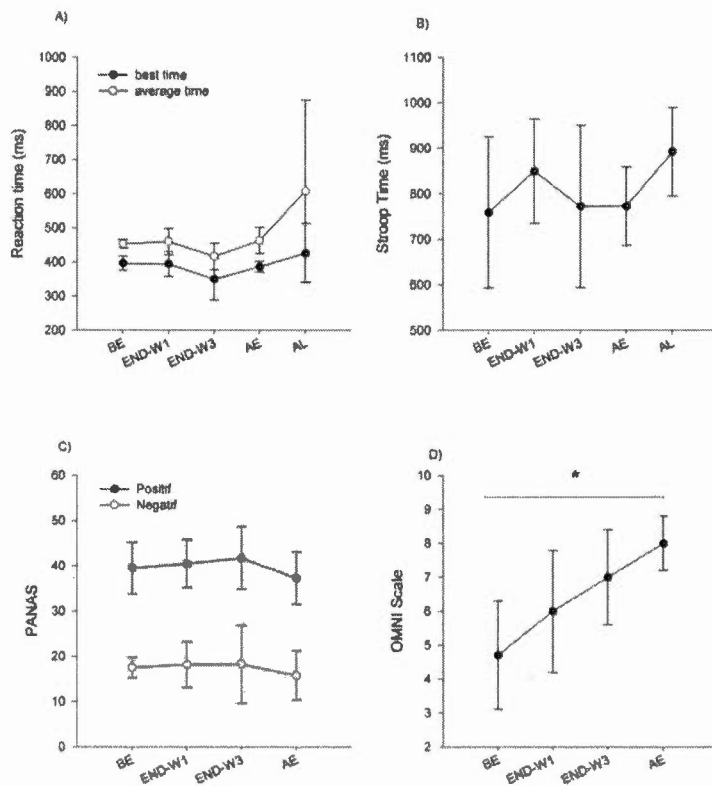 A)
1000
900
800
700
600
500
400
300
200
Reaction time (ms)
best time
average time
BE
END-W1
END-W3
AE
AL
B)
1100
1000
900
800
700
600
500
Stroop Time (ms)
BE
END-W1
END-W3
AE
AL
C)
60
50
40
30
20
10
0
PANAS
Positif
Negatif
BE
END-W1
END-W3
AE
D)
10
9
8
7
6
5
4
3
2
OMNI Scale
*
BE
END-W1
END-W3
AE